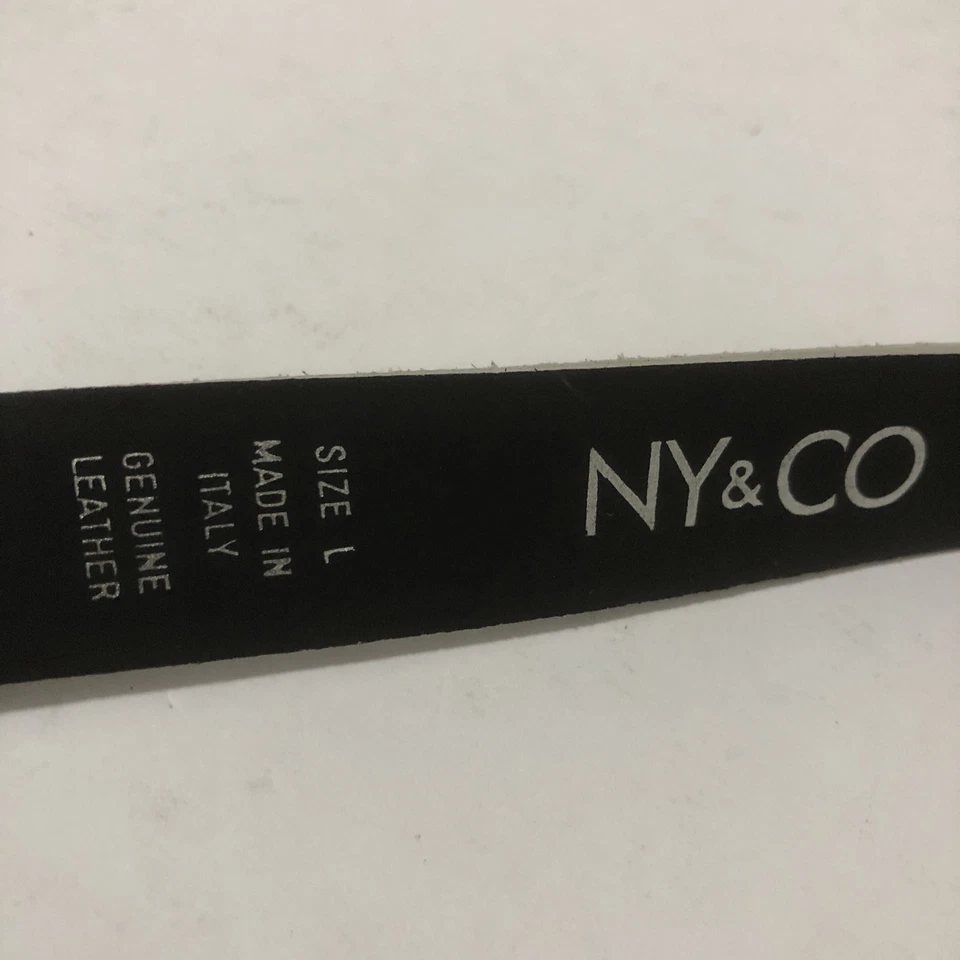 NY&CO
SIZE L
MADE IN
ITALY
GENUINE
LEATHER